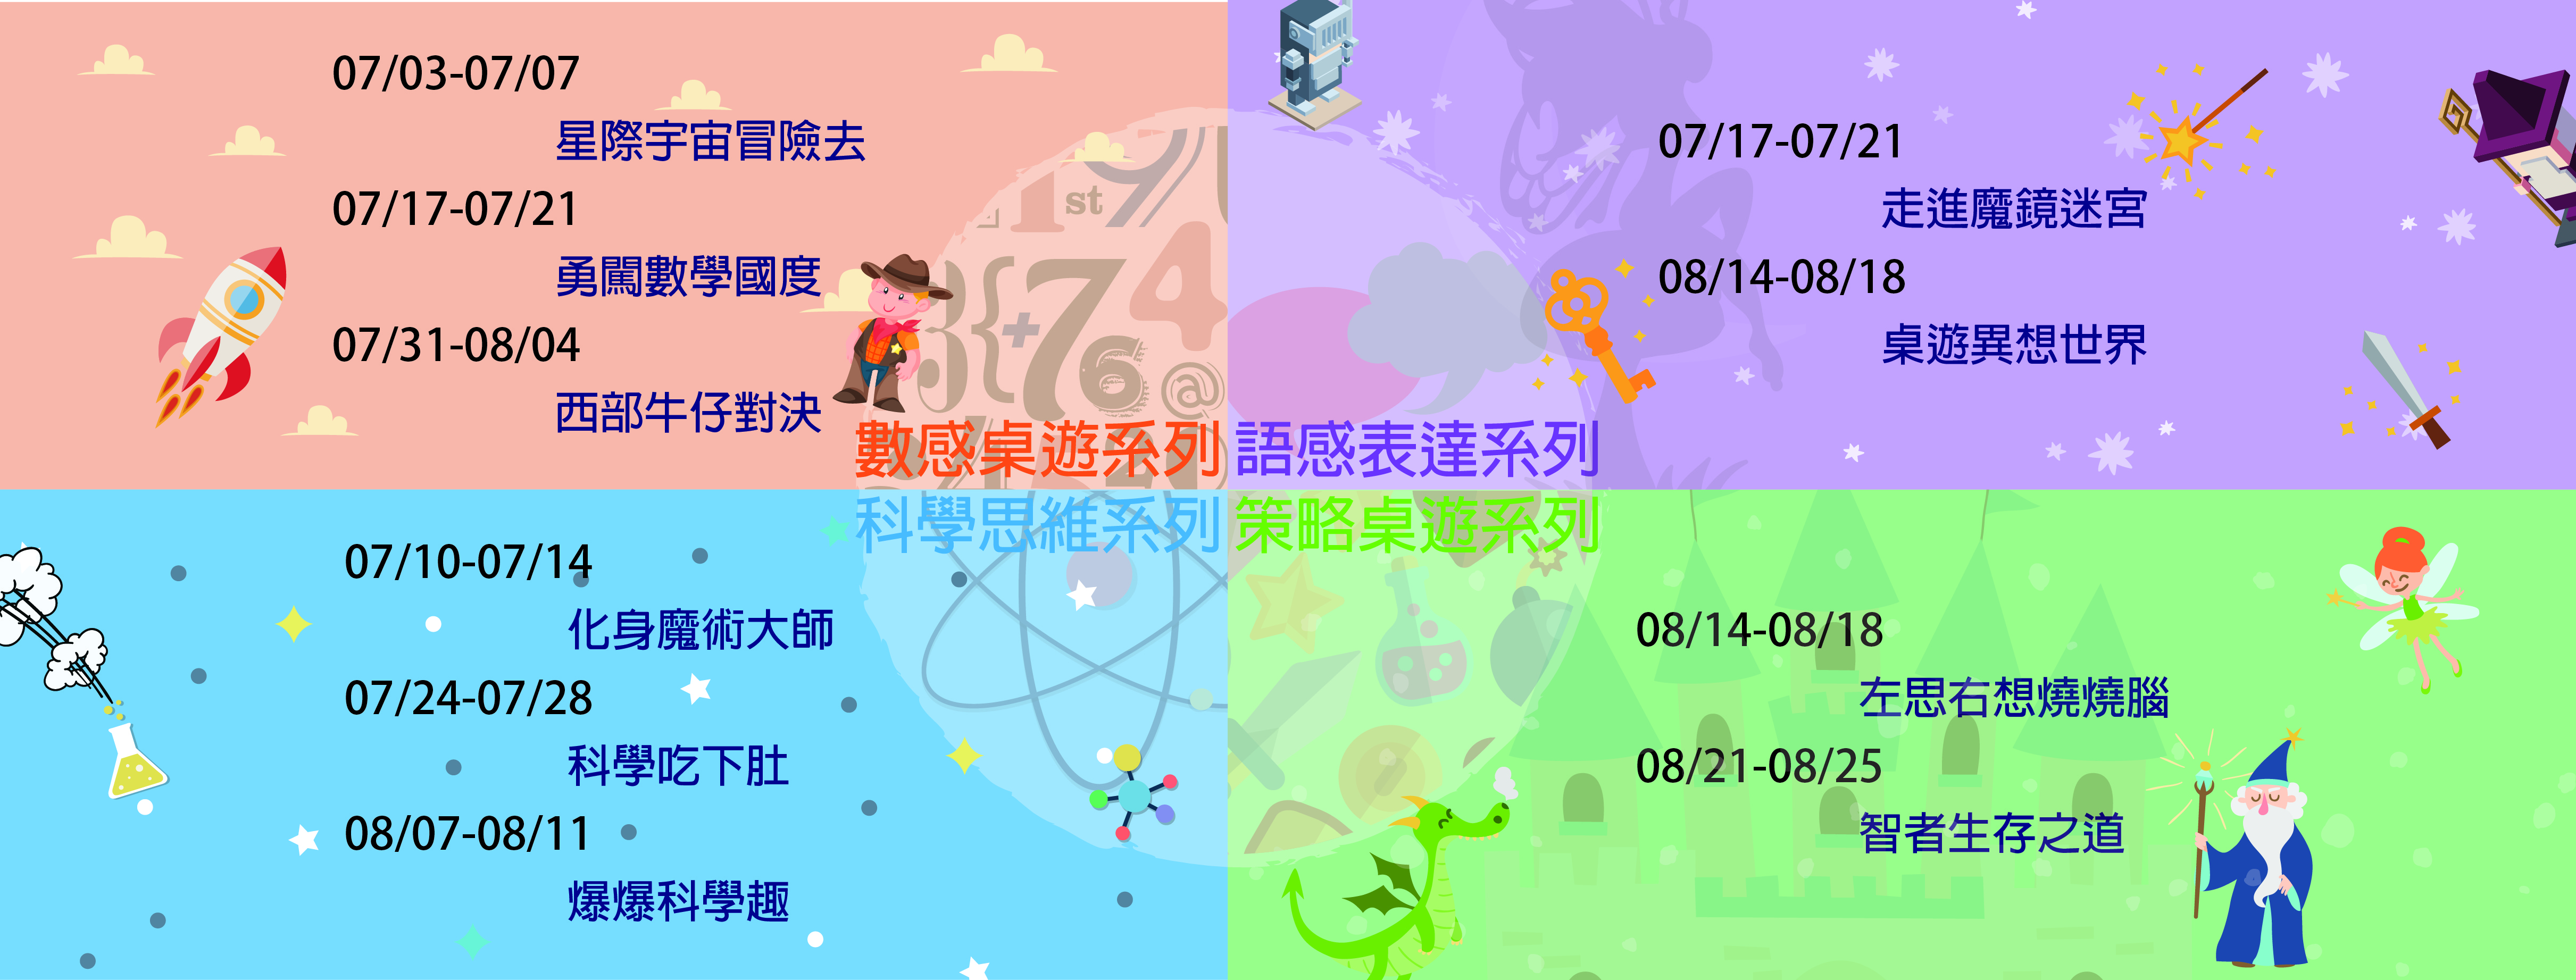 07/03-07/07
星際宇宙冒險去
07/17-07/21
勇闖數學國度
07/31-08/04
西部牛仔對決
數感桌遊系列
1st
3{+76@
4
07/17-07/21
走進魔鏡迷宮
08/14-08/18
桌遊異想世界
語感表達系列
科學思維系列
07/10-07/14
化身魔術大師
07/24-07/28
科學吃下肚
08/07-08/11
爆爆科學趣
策略桌遊系列
08/14-08/18
左思右想燒燒腦
08/21-08/25
智者生存之道